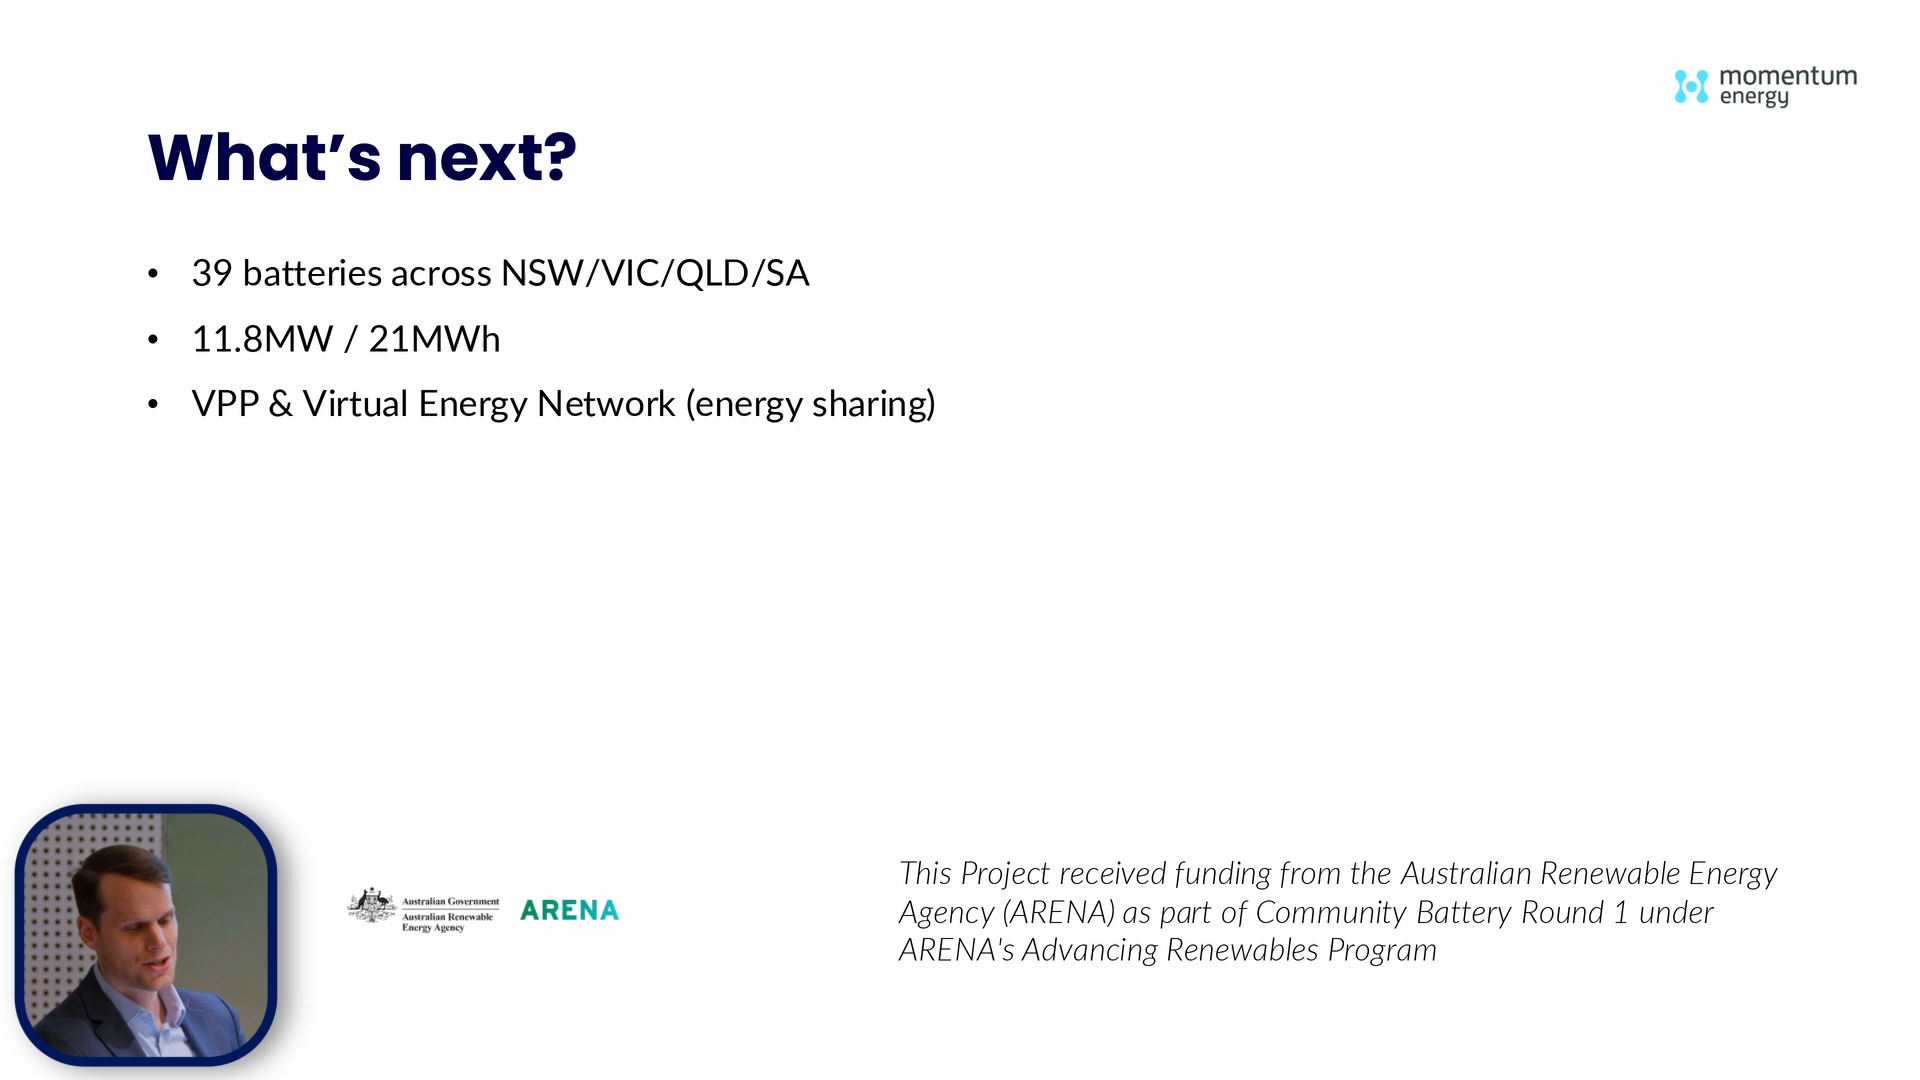 momentum
energy
What’s next?
• 39 batteries across NSW/VIC/QLD/SA
• 11.8MW / 21MWh
• VPP & Virtual Energy Network (energy sharing)
Australian Government
Australian Renewable
Energy Agency
ARENA
This Project received funding from the Australian Renewable Energy
Agency (ARENA) as part of Community Battery Round 1 under
ARENA's Advancing Renewables Program